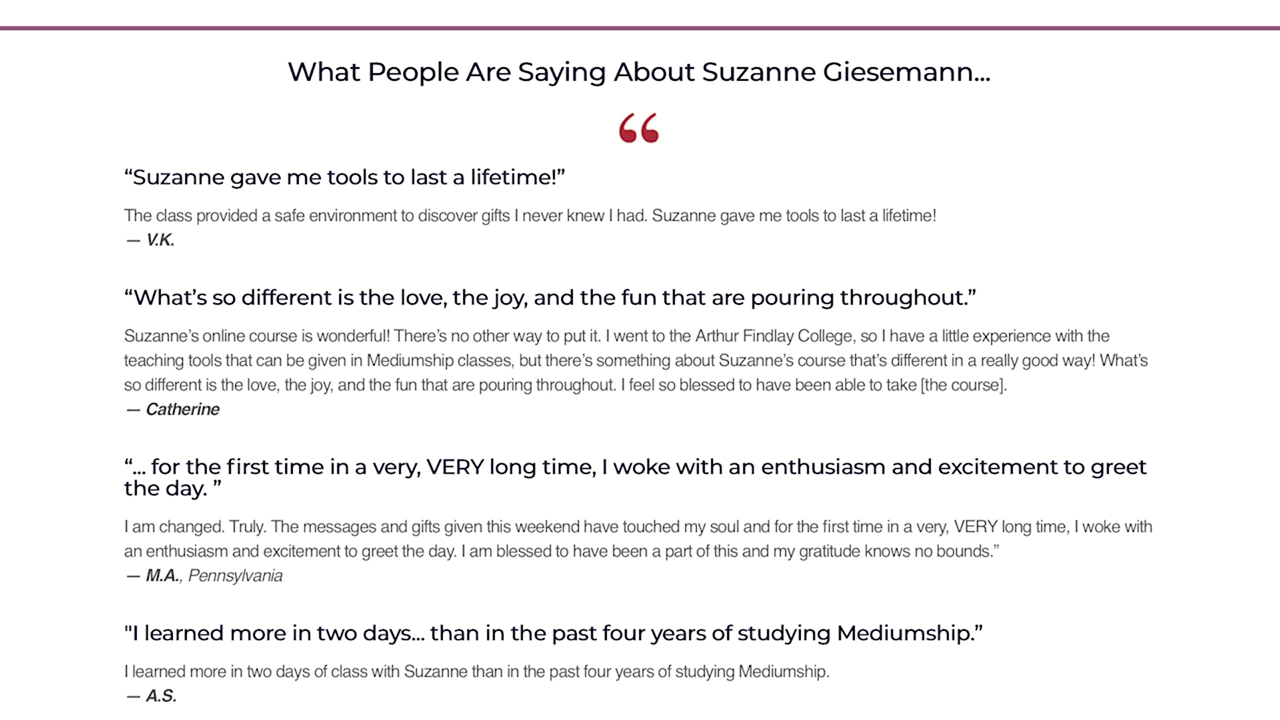 What People Are Saying About Suzanne Giesemann...
“
“Suzanne gave me tools to last a lifetime!”
The class provided a safe environment to discover gifts I never knew I had. Suzanne gave me tools to last a lifetime!
— V.K.
“What’s so different is the love, the joy, and the fun that are pouring throughout.”
Suzanne’s online course is wonderful! There’s no other way to put it. I went to the Arthur Findlay College, so I have a little experience with the
teaching tools that can be given in Mediumship classes, but there’s something about Suzanne’s course that’s different in a really good way! What’s
so different is the love, the joy, and the fun that are pouring throughout. I feel so blessed to have been able to take [the course].
— Catherine
“... for the first time in a very, VERY long time, I woke with an enthusiasm and excitement to greet
the day. ”
I am changed. Truly. The messages and gifts given this weekend have touched my soul and for the first time in a very, VERY long time, I woke with
an enthusiasm and excitement to greet the day. I am blessed to have been a part of this and my gratitude knows no bounds.”
— M.A., Pennsylvania
"I learned more in two days... than in the past four years of studying Mediumship.”
I learned more in two days of class with Suzanne than in the past four years of studying Mediumship.
— A.S.